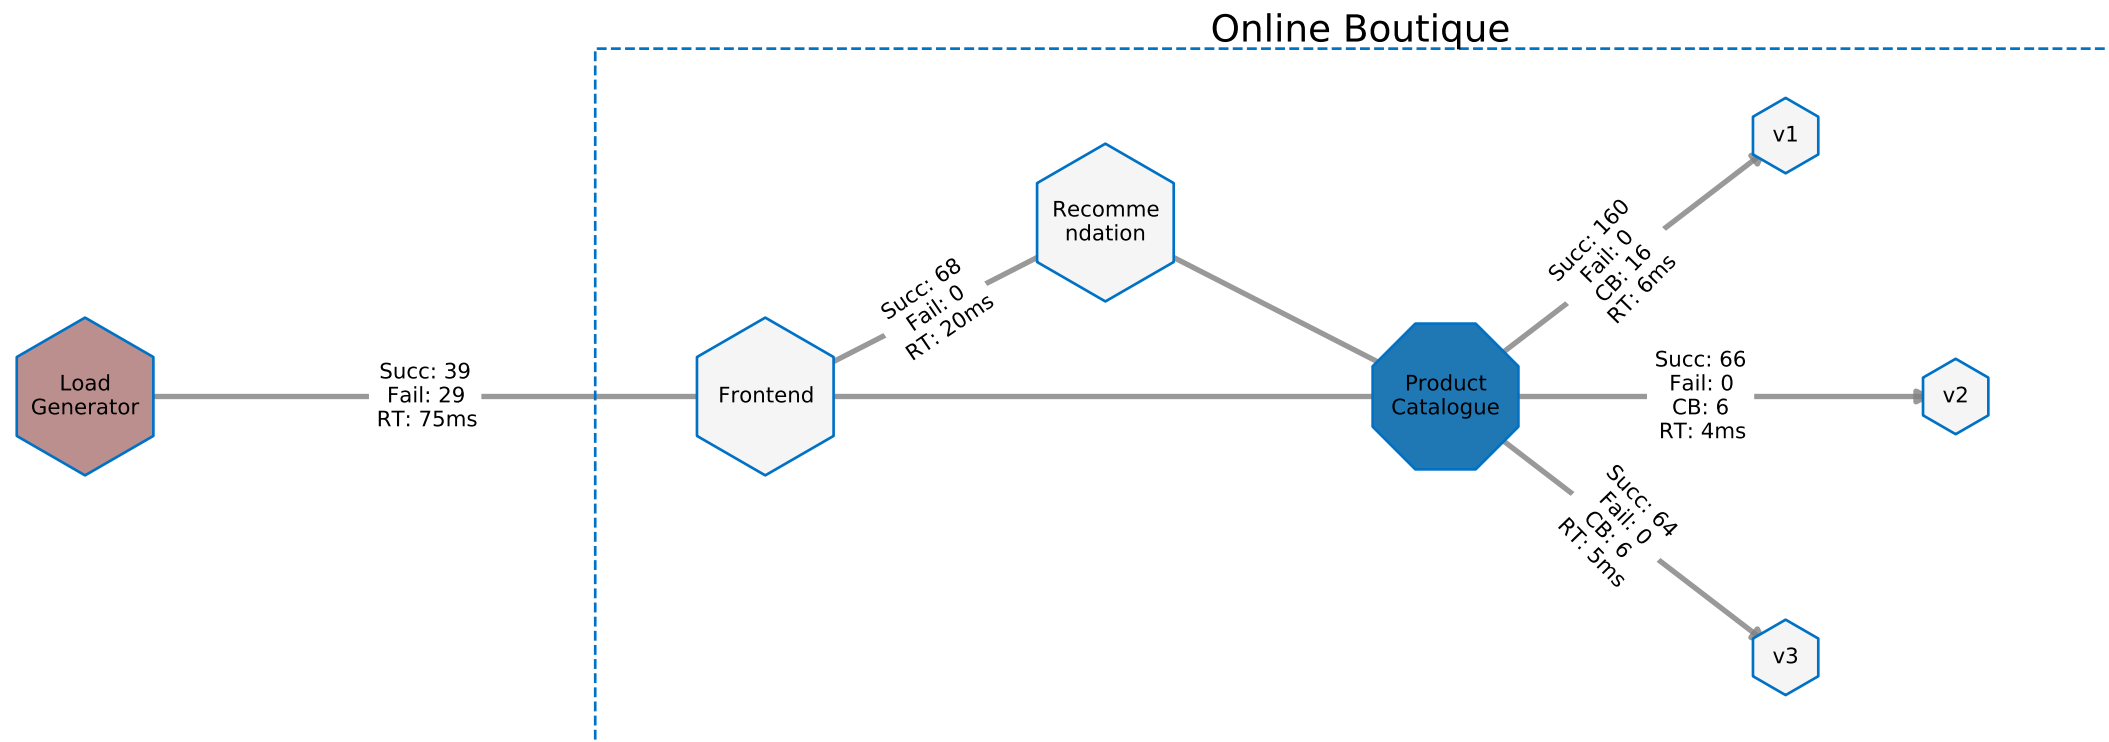 Online Boutique
Load
Generator
Succ: 39
Fail: 29
RT: 75ms
Frontend
Succ: 68
Fail: 0
RT: 20ms
Recomme
ndation
Product
Catalogue
Succ: 160
Fail: 0
CB: 16
RT: 6ms
v1
Succ: 66
Fail: 0
CB: 6
RT: 4ms
v2
Succ: 64
Fail: 0
CB: 6
RT: 5ms
v3